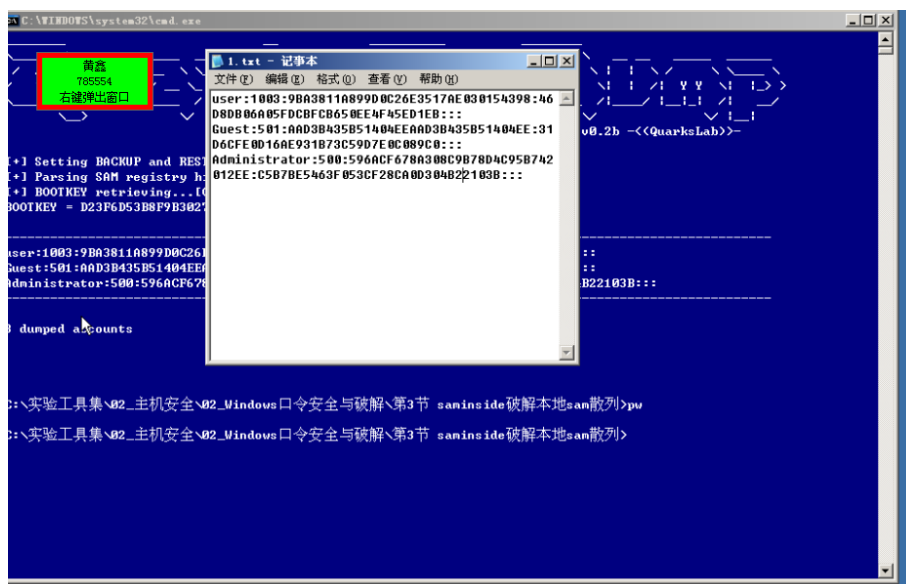 C:\WINDOWS\system32\cmd.exe
黄鑫
785554
右键弹出窗口
1.txt - 记事本
文件(F) 编辑(E) 格式(O) 查看(V) 帮助(H)
user:1003:9BA3811A899D0C26E3517AE030154398:46
D8DB06A05FDCBFCB650EE4F45ED1EB:::
Guest:501:AAD3B435B51404EEAAD3B435B51404EE:31
D6CFE0D16AE931B73C59D7E0C089C0:::
Administrator:500:596ACF678A308C9B78D4C95B742
012EE:C5B7BE5463F053CF28CA0D304B22103B:::
v0.2b -<(QuarksLab)>-
[+] Setting BACKUP and RES
[+] Parsing SAM registry h
[+] BOOTKEY retrieving...[
BOOTKEY = D23F6D53B8F9B302
user:1003:9BA3811A899D0C26 ::
Guest:501:AAD3B435B51404EE ::
Administrator:500:596ACF67 B22103B:::
3 dumped accounts
C:\实验工具集\02_主机安全\02_Windows口令安全与破解\第3节 saminside破解本地sam散列>pw
C:\实验工具集\02_主机安全\02_Windows口令安全与破解\第3节 saminside破解本地sam散列>